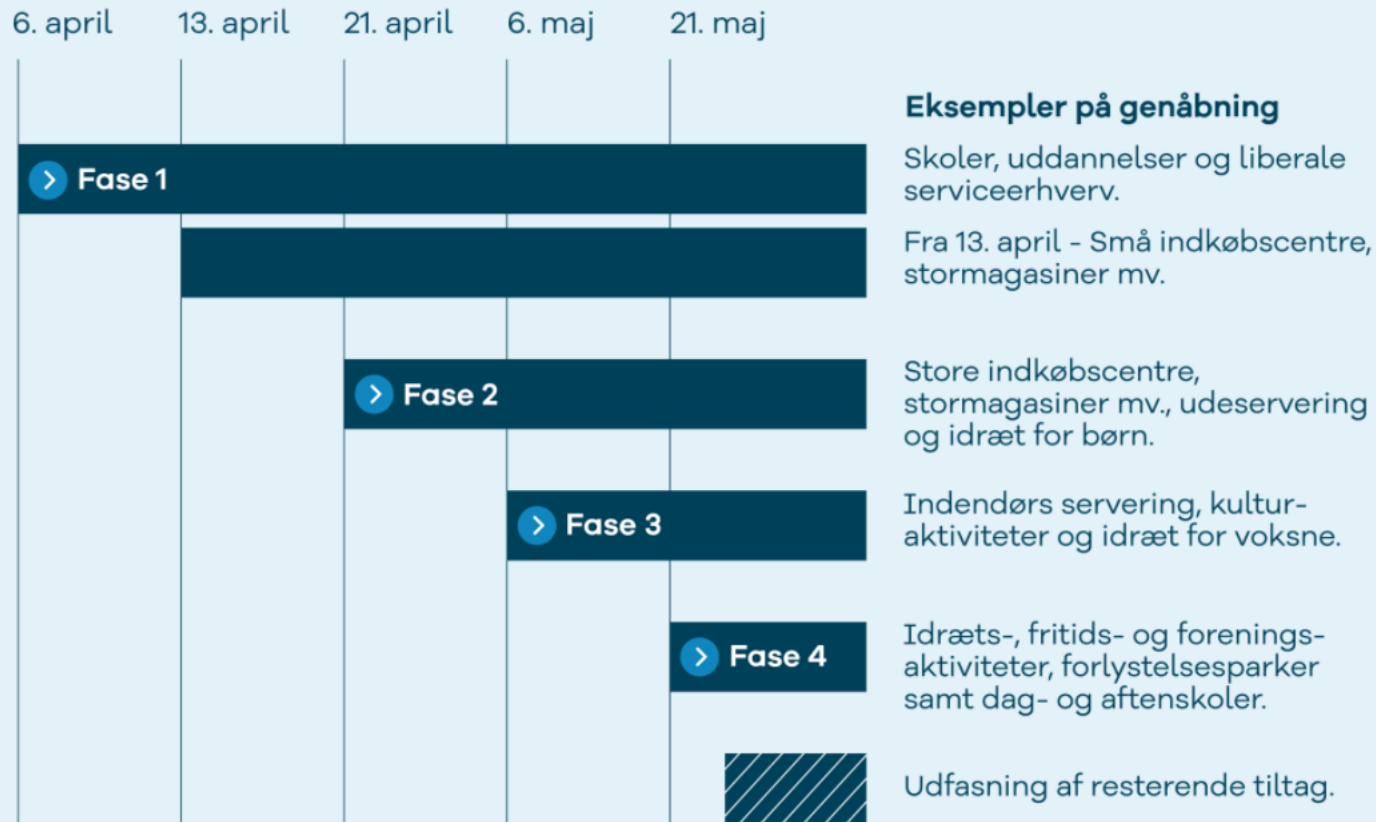 6. april 13. april 21. april 6. maj 21. maj
Eksempler på genåbning
Fase 1
Skoler, uddannelser og liberale
serviceerhverv.
Fra 13. april - Små indkøbscentre,
stormagasiner mv.
Fase 2
Store indkøbscentre,
stormagasiner mv., udeservering
og idræt for børn.
Fase 3
Indendørs servering, kultur-
aktiviteter og idræt for voksne.
Fase 4
Idræts-, fritids- og forenings-
aktiviteter, forlystelsesparker
samt dag- og aftenskoler.
Udfasning af resterende tiltag.